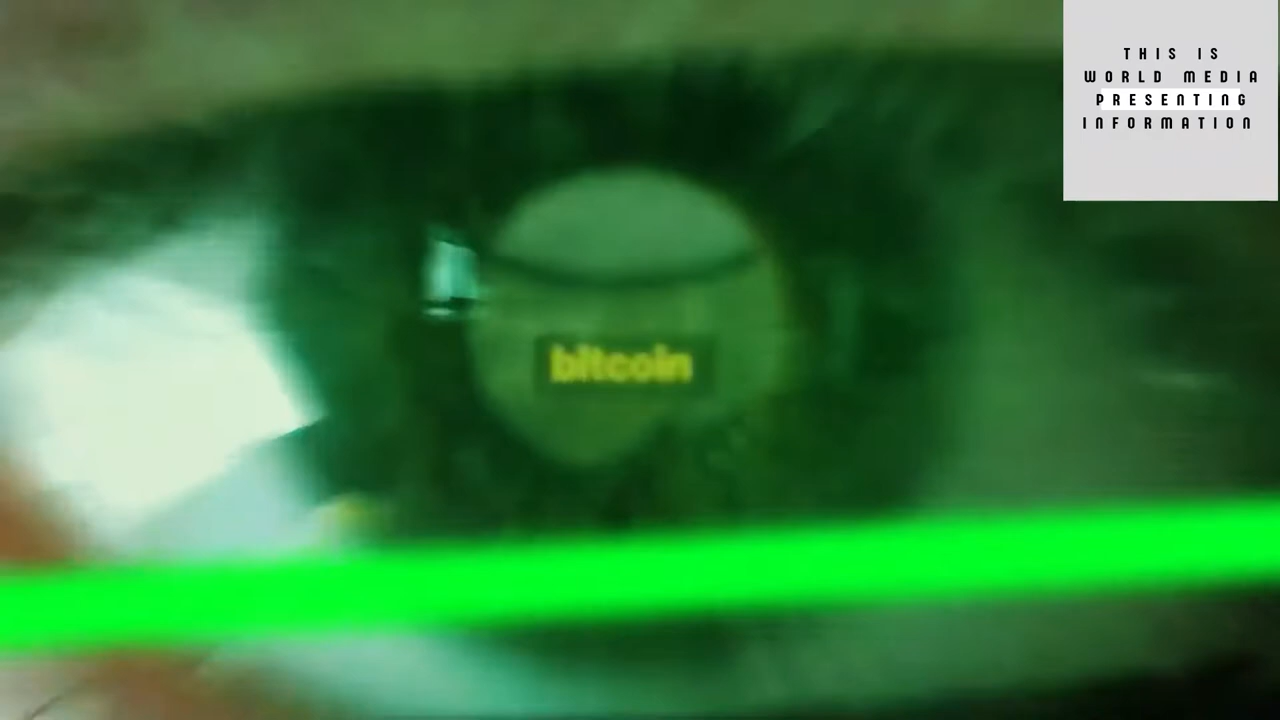 THIS IS
WORLD MEDIA
PRESENTING
INFORMATION
bitcoin